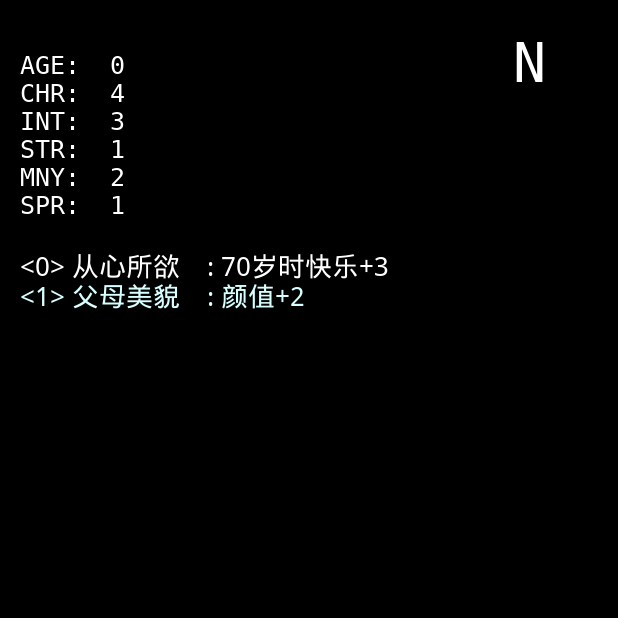 N
AGE: 0
CHR: 4
INT: 3
STR: 1
MNY: 2
SPR: 1
<0> 从心所欲 : 70岁时快乐+3
<1> 父母美貌 : 颜值+2